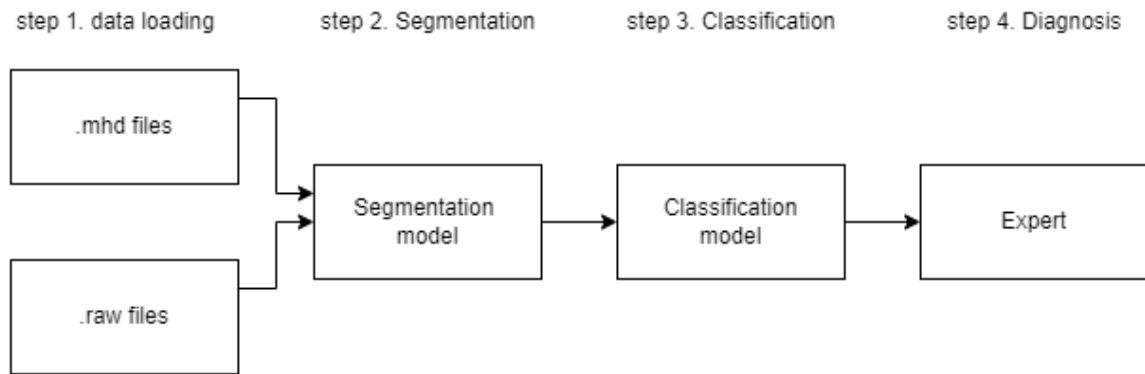 step 1. data loading
step 2. Segmentation
step 3. Classification
step 4. Diagnosis
.mhd files
.raw files
Segmentation
model
Classification
model
Expert